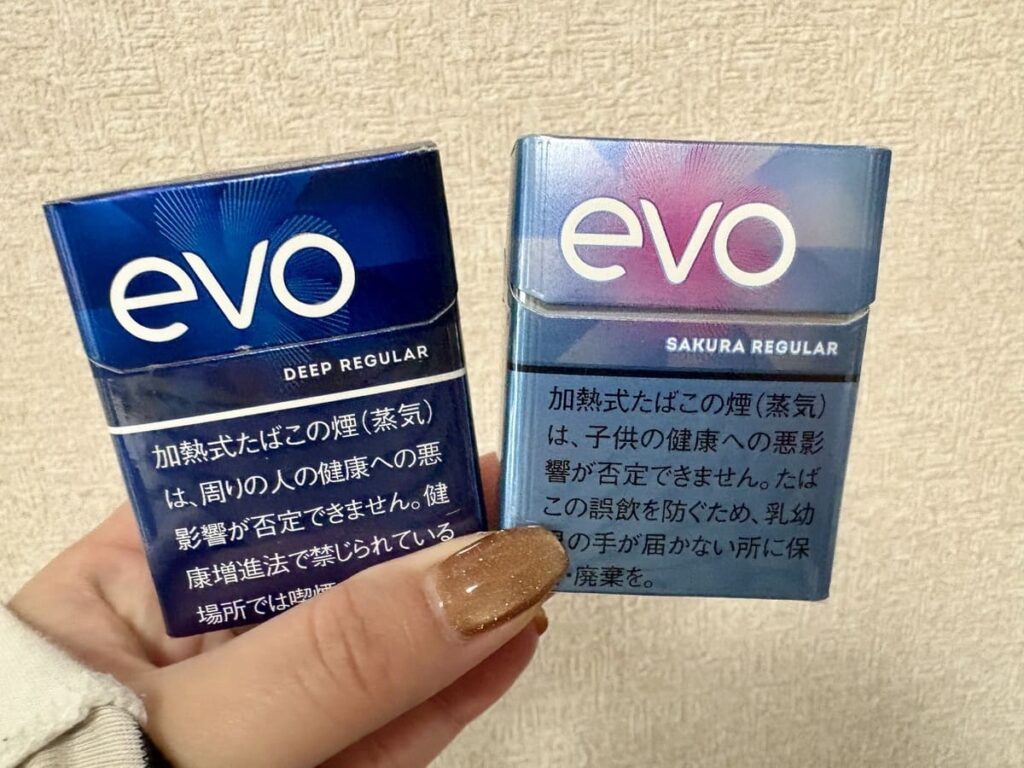 evo
DEEP REGULAR
加熱式たばこの煙(蒸気)
は、周りの人の健康への悪
影響が否定できません。健
康増進法で禁じられている
場所では喫煙
evo
SAKURA REGULAR
加熱式たばこの煙(蒸気)
は、子供の健康への悪影
響が否定できません。たば
この誤飲を防ぐため、乳幼
の手が届かない所に保
・廃棄を。